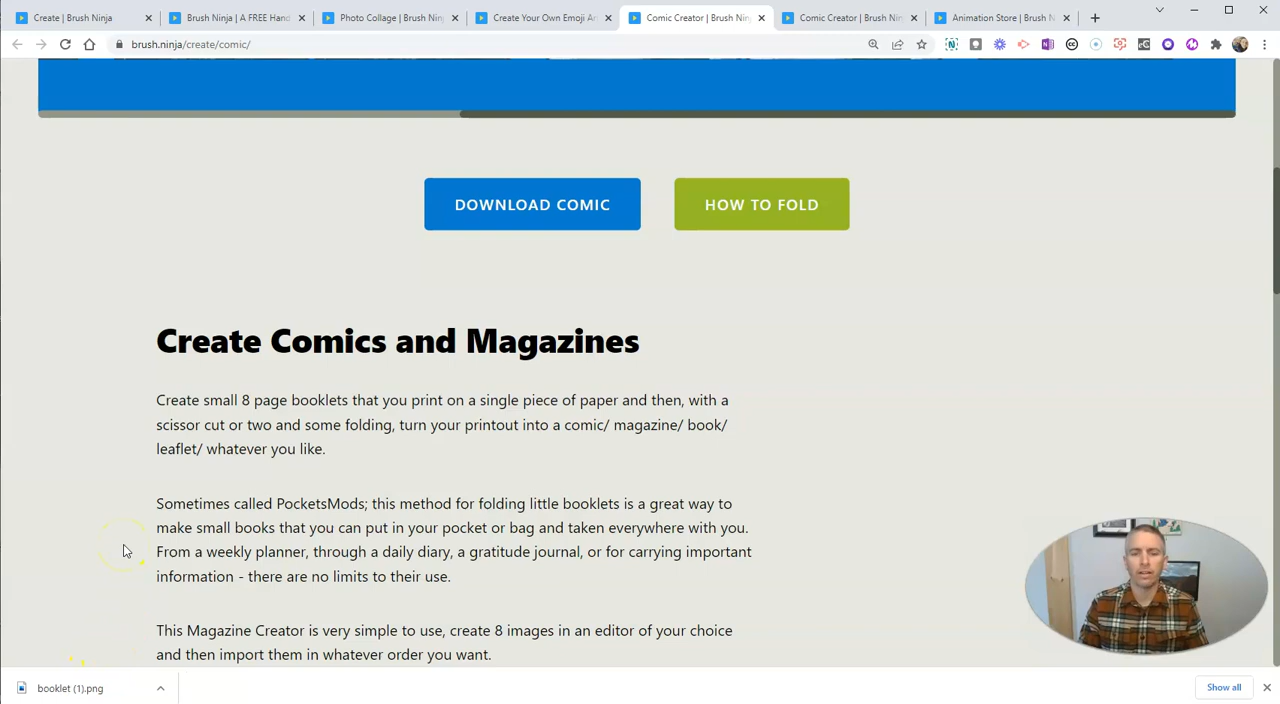 Create | Brush Ninja
Brush Ninja | A FREE Hand
Photo Collage | Brush Nin
Create Your Own Emoji Ar
Comic Creator | Brush Nin
Comic Creator | Brush Nin
Animation Store | Brush N
brush.ninja/create/comic/
DOWNLOAD COMIC
HOW TO FOLD
Create Comics and Magazines
Create small 8 page booklets that you print on a single piece of paper and then, with a
scissor cut or two and some folding, turn your printout into a comic/ magazine/ book/
leaflet/ whatever you like.
Sometimes called PocketsMods; this method for folding little booklets is a great way to
make small books that you can put in your pocket or bag and taken everywhere with you.
From a weekly planner, through a daily diary, a gratitude journal, or for carrying important
information - there are no limits to their use.
This Magazine Creator is very simple to use, create 8 images in an editor of your choice
and then import them in whatever order you want.
booklet (1).png
Show all